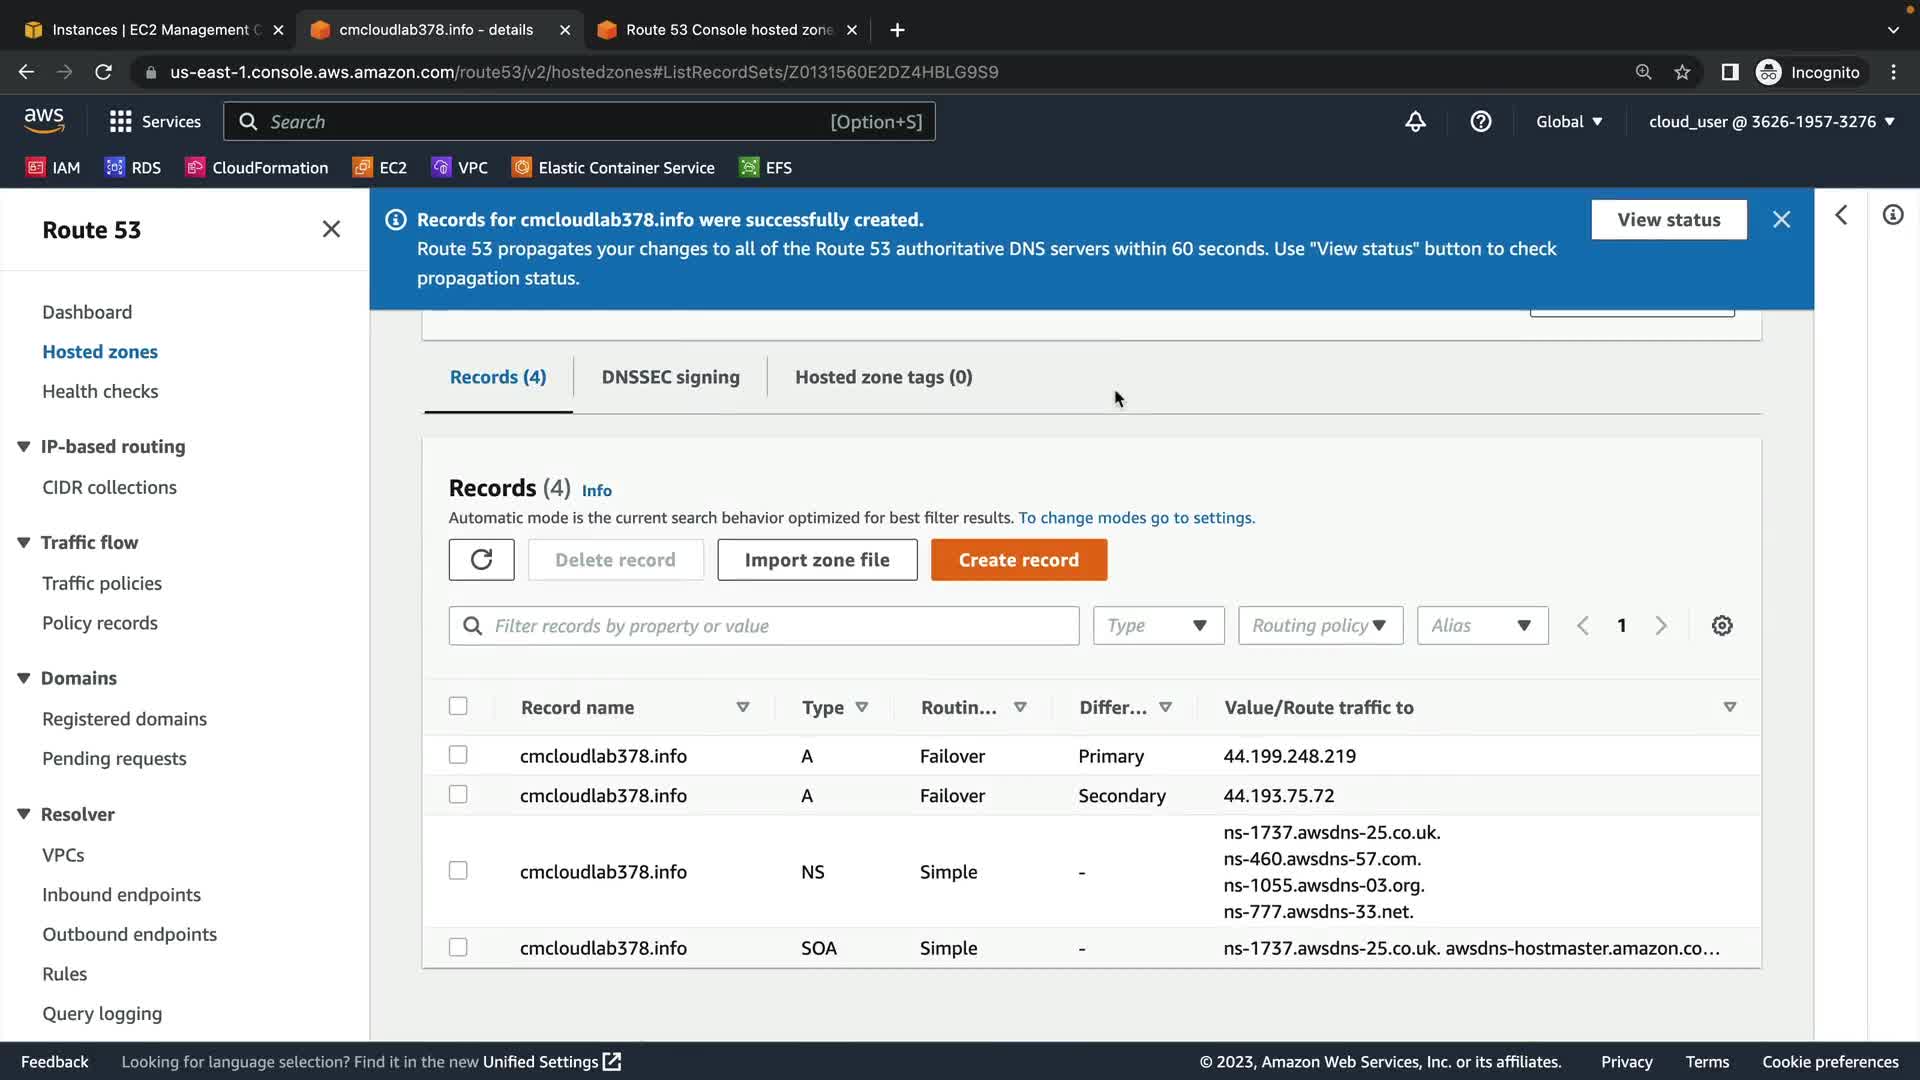 Instances | EC2 Management C
cmcloudlab378.info - details
Route 53 Console hosted zone
us-east-1.console.aws.amazon.com/route53/v2/hostedzones#ListRecordSets/Z0131560E2DZ4HBLG9S9
Incognito
aws
Services
Search
[Option+S]
Global
cloud_user @ 3626-1957-3276
IAM
RDS
CloudFormation
EC2
VPC
Elastic Container Service
EFS
Route 53
Dashboard
Hosted zones
Health checks
IP-based routing
CIDR collections
Traffic flow
Traffic policies
Policy records
Domains
Registered domains
Pending requests
Resolver
VPCs
Inbound endpoints
Outbound endpoints
Rules
Query logging
Records for cmcloudlab378.info were successfully created.
Route 53 propagates your changes to all of the Route 53 authoritative DNS servers within 60 seconds. Use "View status" button to check
propagation status.
View status
Records (4)
DNSSEC signing
Hosted zone tags (0)
Records (4) Info
Automatic mode is the current search behavior optimized for best filter results. To change modes go to settings.
Delete record
Import zone file
Create record
Filter records by property or value
Type
Routing policy
Alias
1
Record name Type Routin... Differ... Value/Route traffic to
cmcloudlab378.info A Failover Primary 44.199.248.219
cmcloudlab378.info A Failover Secondary 44.193.75.72
cmcloudlab378.info NS Simple - ns-1737.awsdns-25.co.uk.
ns-460.awsdns-57.com.
ns-1055.awsdns-03.org.
ns-777.awsdns-33.net.
cmcloudlab378.info SOA Simple - ns-1737.awsdns-25.co.uk. awsdns-hostmaster.amazon.co...
Feedback
Looking for language selection? Find it in the new Unified Settings
© 2023, Amazon Web Services, Inc. or its affiliates.
Privacy
Terms
Cookie preferences